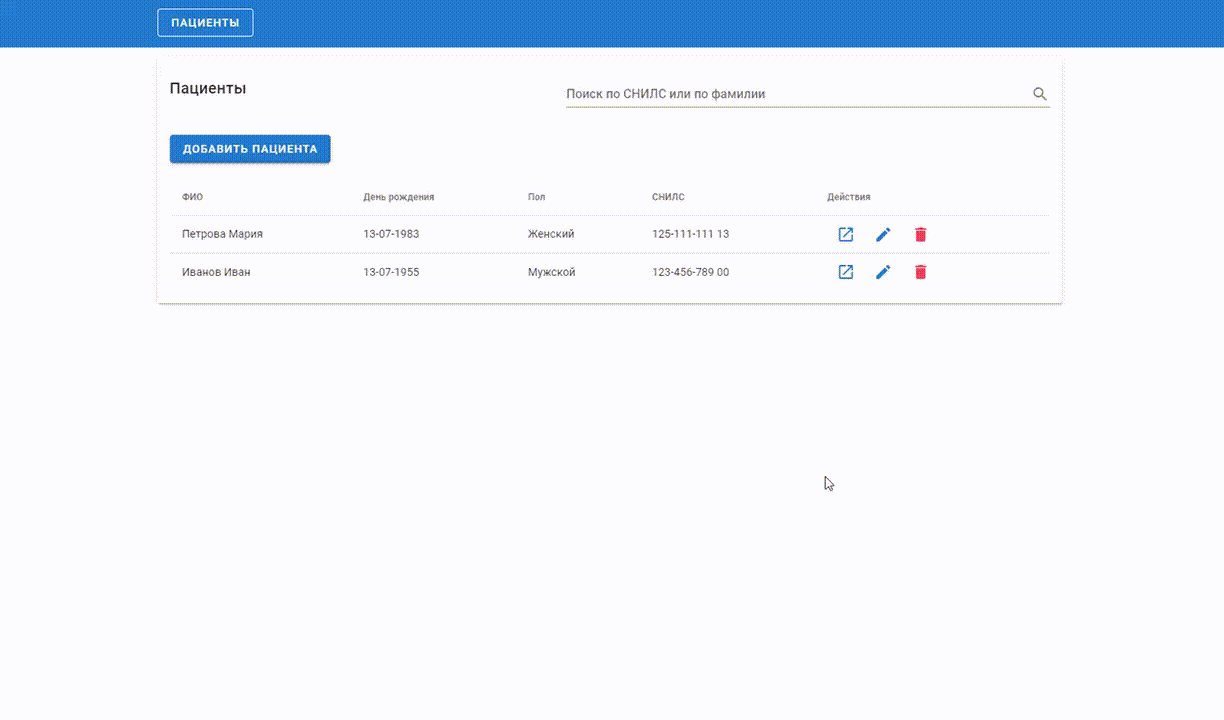 ПАЦИЕНТЫ
Пациенты
Поиск по СНИЛС или по фамилии
ДОБАВИТЬ ПАЦИЕНТА
ФИО День рождения Пол СНИЛС Действия
Петрова Мария 13-07-1983 Женский 125-111-111 13
Иванов Иван 13-07-1955 Мужской 123-456-789 00